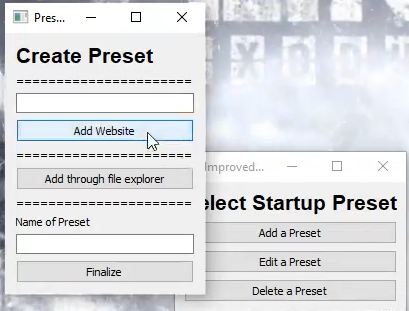 Pres...
Create Preset
======================
Add Website
======================
Add through file explorer
======================
Name of Preset
Finalize
Improved...
elect Startup Preset
Add a Preset
Edit a Preset
Delete a Preset